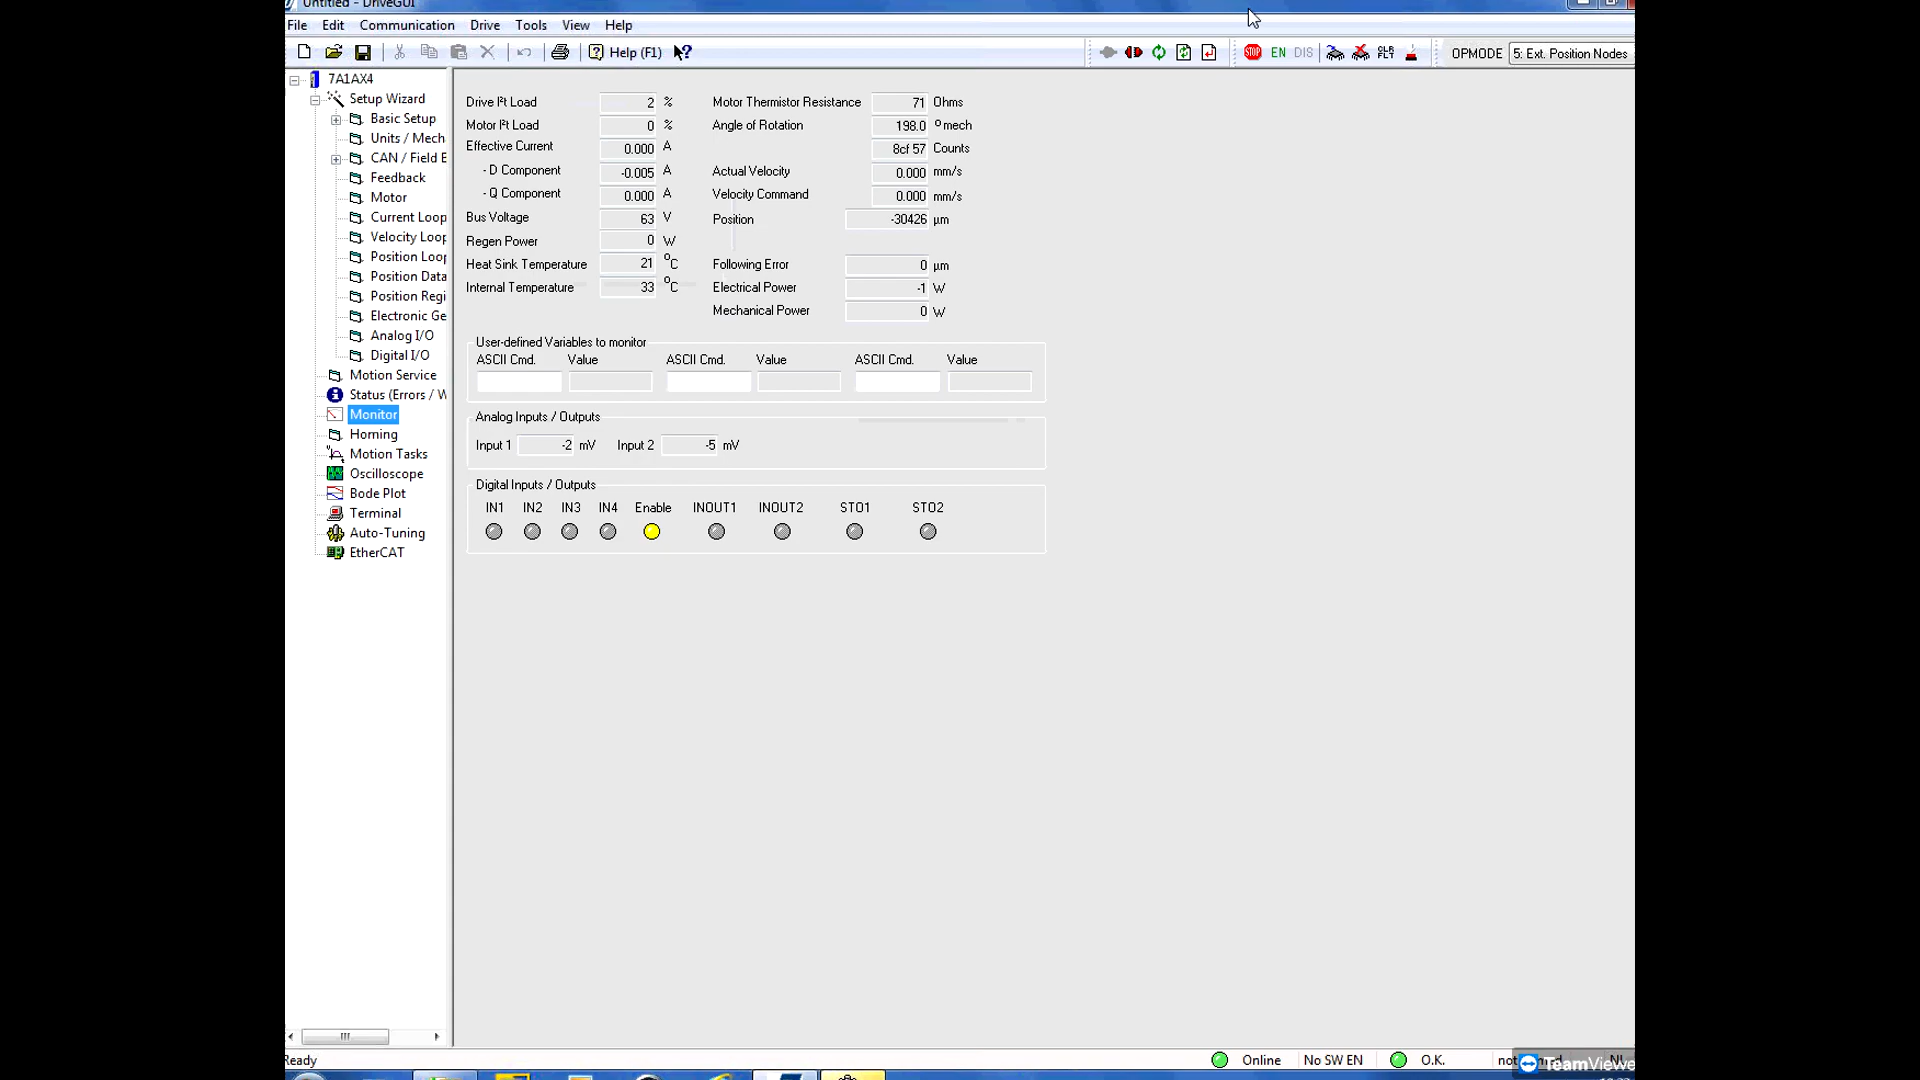 Untitled - DriveGUI
File Edit Communication Drive Tools View Help
Help (F1) STOP EN DIS CLR FLT OPMODE 5: Ext. Position Nodes
7A1AX4
Setup Wizard
Basic Setup
Units / Mech
CAN / Field E
Feedback
Motor
Current Loop
Velocity Loop
Position Loop
Position Data
Position Regi
Electronic Ge
Analog I/O
Digital I/O
Motion Service
Status (Errors / W
Monitor
Homing
Motion Tasks
Oscilloscope
Bode Plot
Terminal
Auto-Tuning
EtherCAT
Drive I²t Load 2 % Motor Thermistor Resistance 71 Ohms
Motor I²t Load 0 % Angle of Rotation 198.0 °mech
Effective Current 0.000 A 8cf 57 Counts
- D Component -0.005 A Actual Velocity 0.000 mm/s
- Q Component 0.000 A Velocity Command 0.000 mm/s
Bus Voltage 63 V Position -30426 µm
Regen Power 0 W
Heat Sink Temperature 21 °C Following Error 0 µm
Internal Temperature 33 °C Electrical Power -1 W
Mechanical Power 0 W
User-defined Variables to monitor
ASCII Cmd. Value ASCII Cmd. Value ASCII Cmd. Value
Analog Inputs / Outputs
Input 1 -2 mV Input 2 -5 mV
Digital Inputs / Outputs
IN1 IN2 IN3 IN4 Enable INOUT1 INOUT2 STO1 STO2
Ready Online No SW EN O.K. TeamViewe